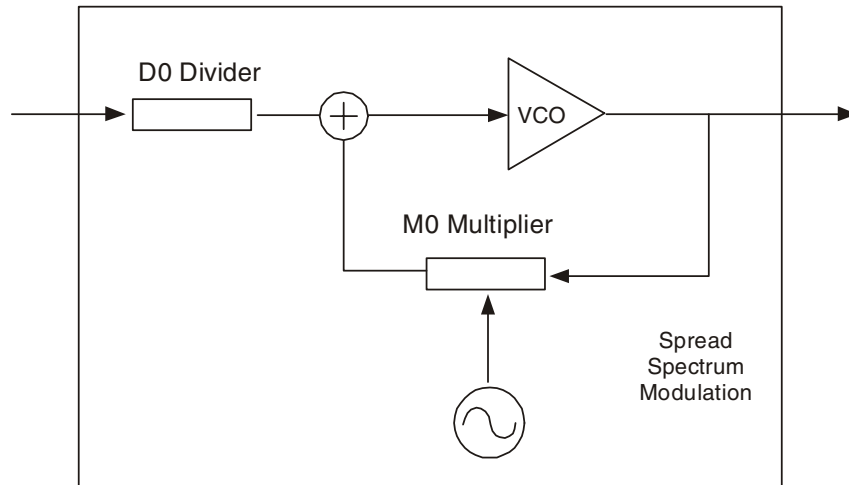 D0 Divider
VCO
M0 Multiplier
Spread
Spectrum
Modulation